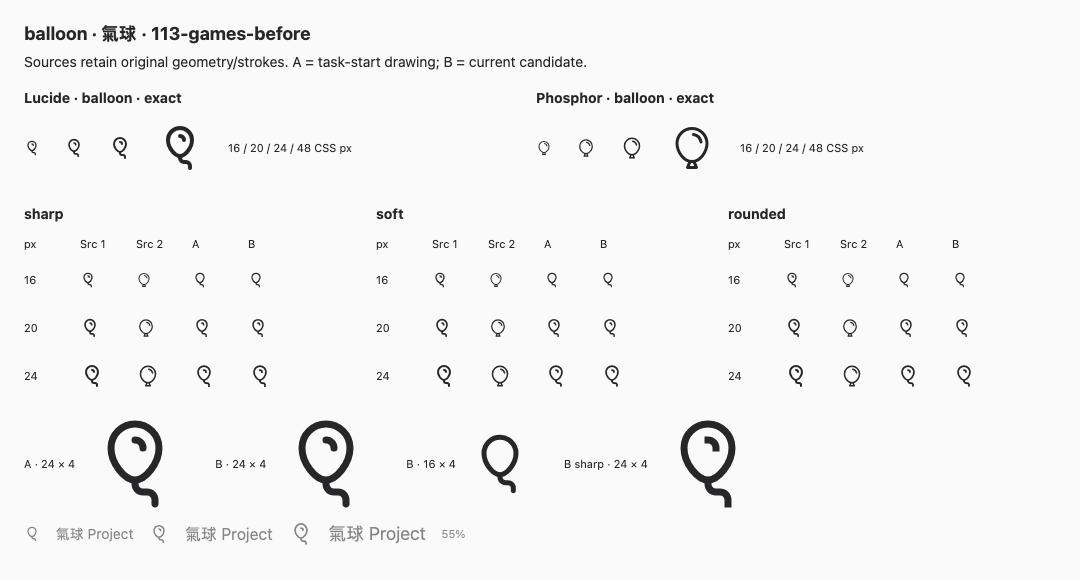 balloon · 氣球 · 113-games-before
Sources retain original geometry/strokes. A = task-start drawing; B = current candidate.
Lucide · balloon · exact
16 / 20 / 24 / 48 CSS px
Phosphor · balloon · exact
16 / 20 / 24 / 48 CSS px
sharp
px Src 1 Src 2 A B
16
20
24
soft
px Src 1 Src 2 A B
16
20
24
rounded
px Src 1 Src 2 A B
16
20
24
A · 24 × 4
B · 24 × 4
B · 16 × 4
B sharp · 24 × 4
氣球 Project 氣球 Project 氣球 Project 55%